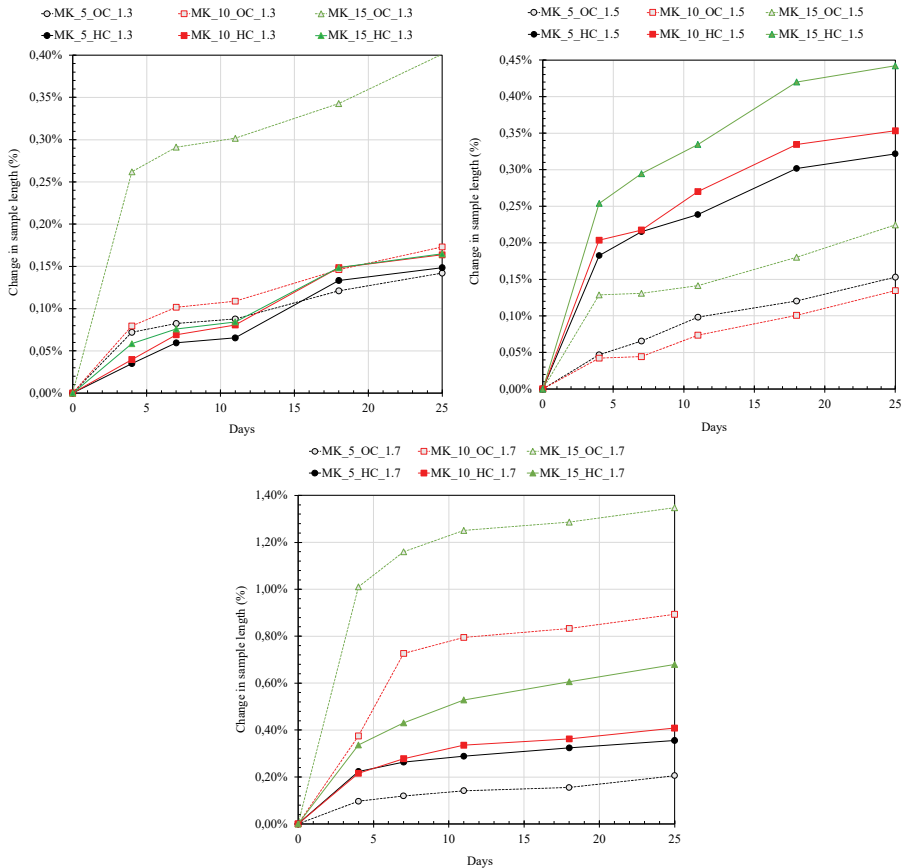 MK_5_OC_1.3 MK_10_OC_1.3 MK_15_OC_1.3
MK_5_HC_1.3 MK_10_HC_1.3 MK_15_HC_1.3
0,40%
0,35%
0,30%
0,25%
0,20%
0,15%
0,10%
0,05%
0,00%
Change in sample length (%)
0 5 10 15 20 25
Days
MK_5_OC_1.5 MK_10_OC_1.5 MK_15_OC_1.5
MK_5_HC_1.5 MK_10_HC_1.5 MK_15_HC_1.5
0,45%
0,40%
0,35%
0,30%
0,25%
0,20%
0,15%
0,10%
0,05%
0,00%
Change in sample length (%)
0 5 10 15 20 25
Days
MK_5_OC_1.7 MK_10_OC_1.7 MK_15_OC_1.7
MK_5_HC_1.7 MK_10_HC_1.7 MK_15_HC_1.7
1,40%
1,20%
1,00%
0,80%
0,60%
0,40%
0,20%
0,00%
Change in sample length (%)
0 5 10 15 20 25
Days